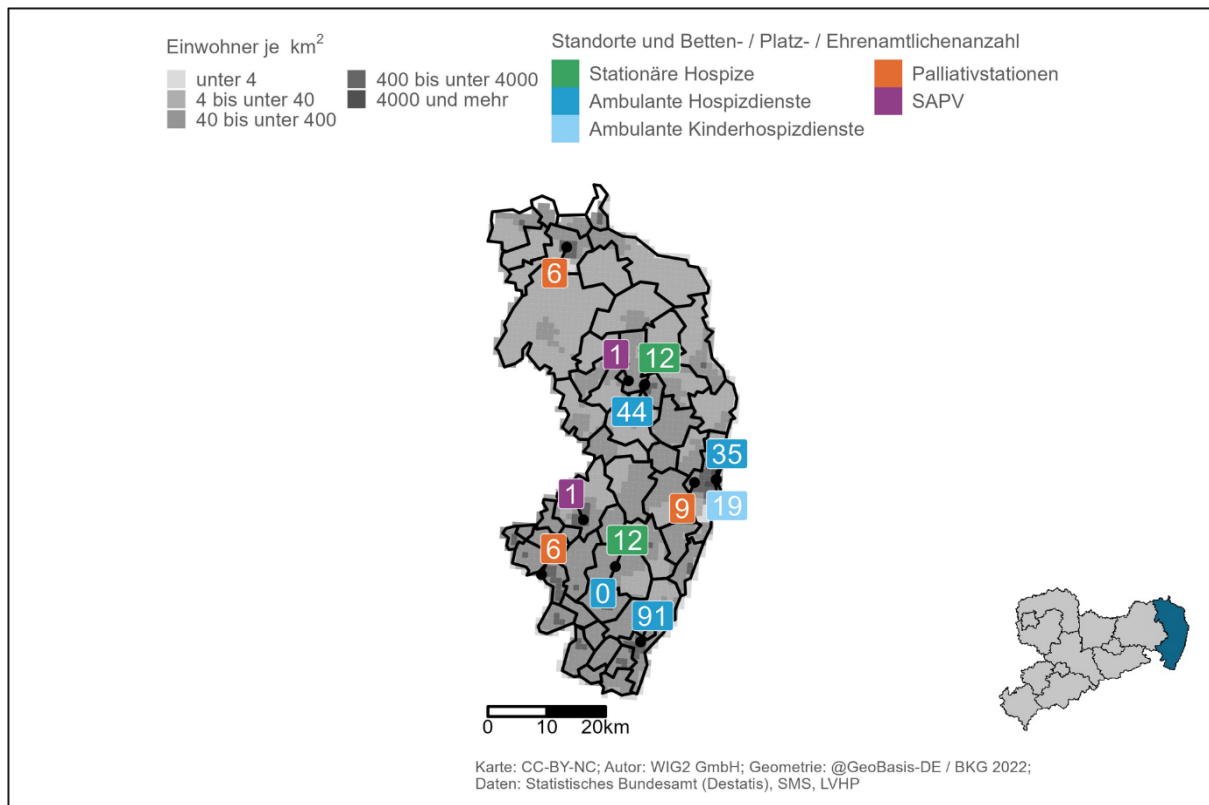 Einwohner je km²
unter 4
4 bis unter 40
40 bis unter 400
400 bis unter 4000
4000 und mehr
Standorte und Betten- / Platz- / Ehrenamtlichenanzahl
Stationäre Hospize
Ambulante Hospizdienste
Ambulante Kinderhospizdienste
Palliativstationen
SAPV
6
1
12
44
35
1
9
19
12
6
0
91
0 10 20km
Karte: CC-BY-NC; Autor: WIG2 GmbH; Geometrie: @GeoBasis-DE / BKG 2022;
Daten: Statistisches Bundesamt (Destatis), SMS, LVHP